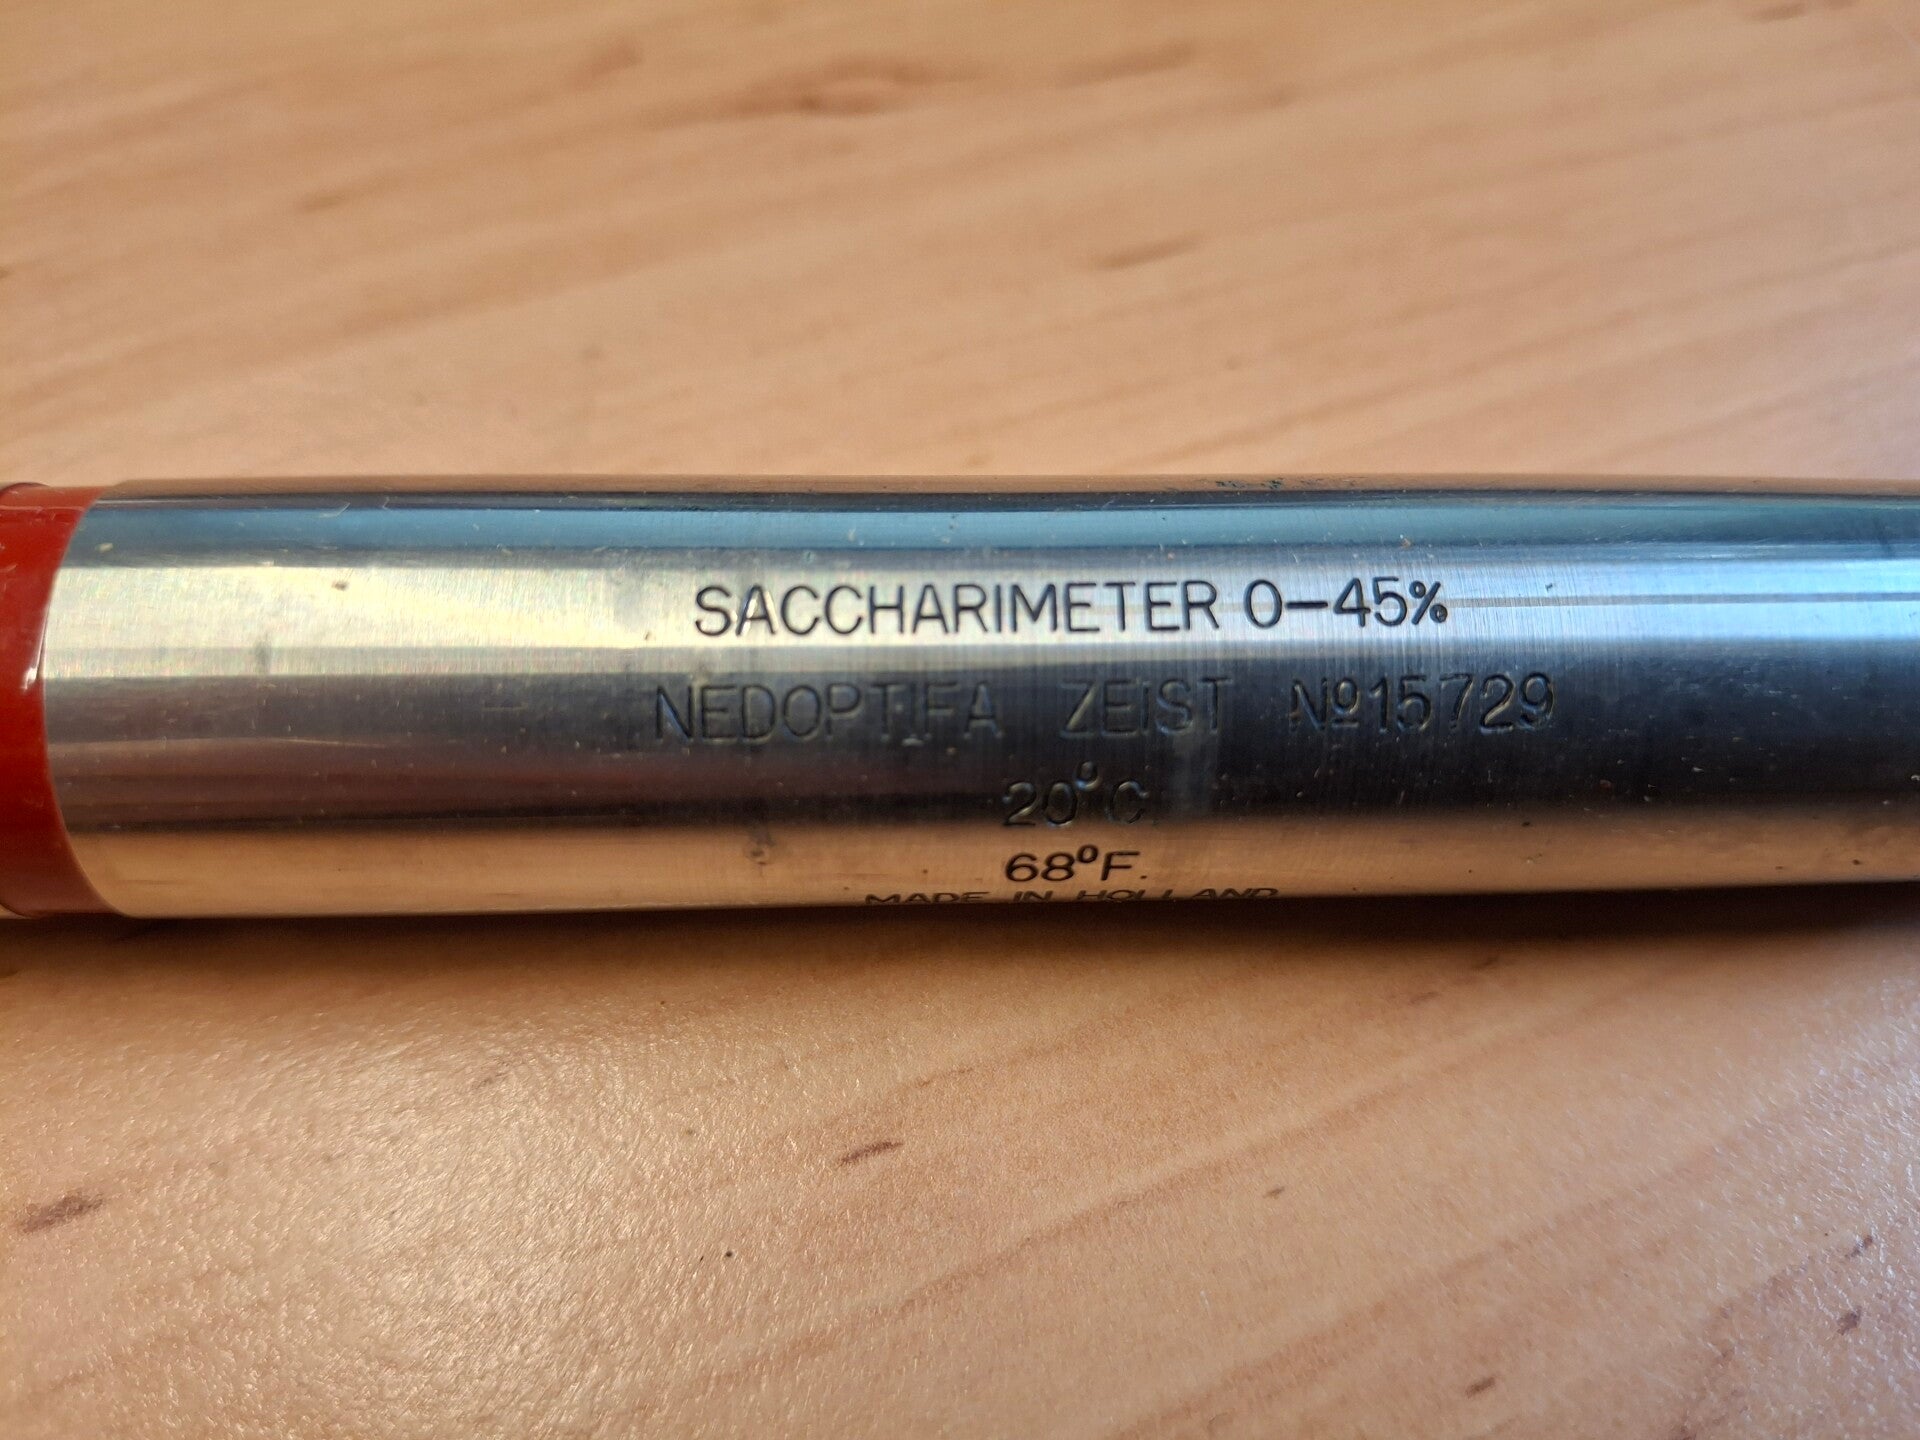 SACCHARIMETER 0-45%
NEDOPTIFA ZEIST Nº15729
20°C
68°F.
MADE IN HOLLAND